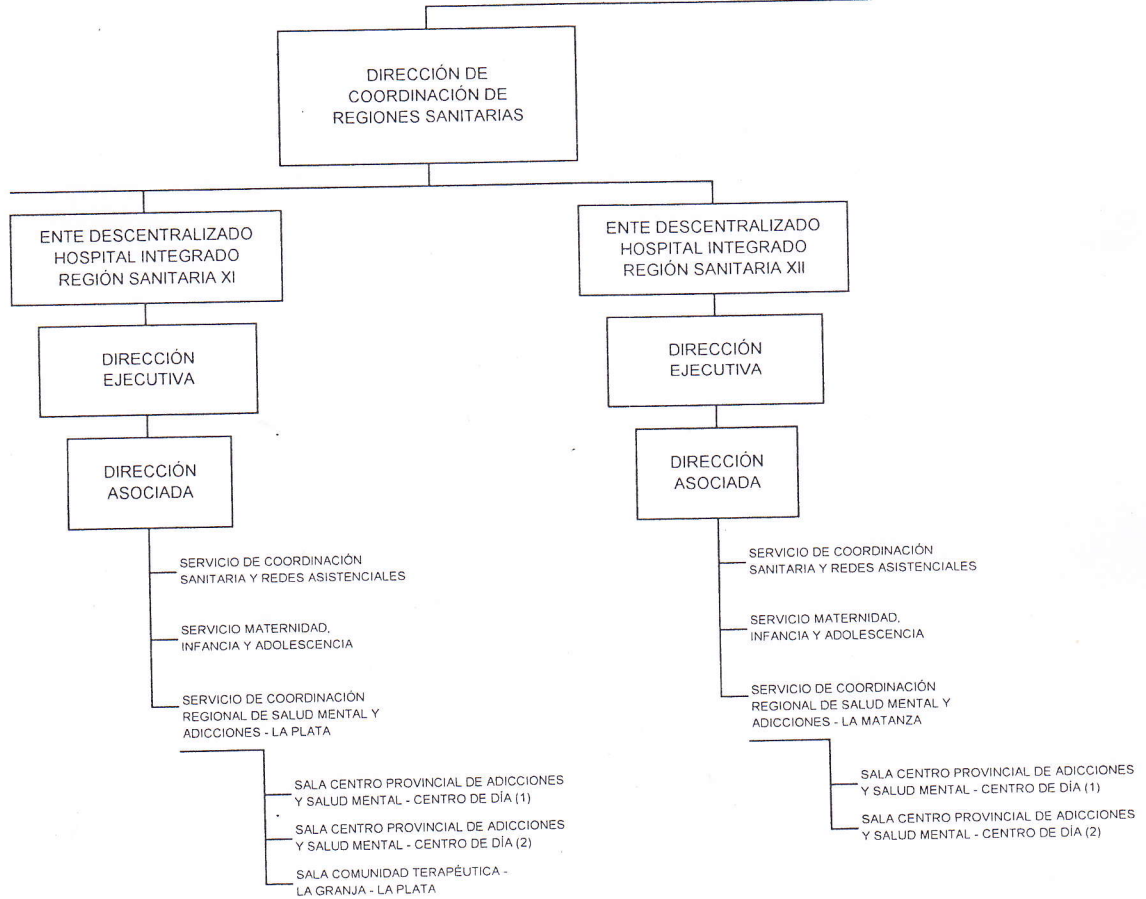 DIRECCIÓN DE
COORDINACIÓN DE
REGIONES SANITARIAS
ENTE DESCENTRALIZADO
HOSPITAL INTEGRADO
REGIÓN SANITARIA XI
DIRECCIÓN
EJECUTIVA
DIRECCIÓN
ASOCIADA
SERVICIO DE COORDINACIÓN
SANITARIA Y REDES ASISTENCIALES
SERVICIO MATERNIDAD,
INFANCIA Y ADOLESCENCIA
SERVICIO DE COORDINACIÓN
REGIONAL DE SALUD MENTAL Y
ADICCIONES - LA PLATA
SALA CENTRO PROVINCIAL DE ADICCIONES
Y SALUD MENTAL - CENTRO DE DÍA (1)
SALA CENTRO PROVINCIAL DE ADICCIONES
Y SALUD MENTAL - CENTRO DE DÍA (2)
SALA COMUNIDAD TERAPÉUTICA -
LA GRANJA - LA PLATA
ENTE DESCENTRALIZADO
HOSPITAL INTEGRADO
REGIÓN SANITARIA XII
DIRECCIÓN
EJECUTIVA
DIRECCIÓN
ASOCIADA
SERVICIO DE COORDINACIÓN
SANITARIA Y REDES ASISTENCIALES
SERVICIO MATERNIDAD,
INFANCIA Y ADOLESCENCIA
SERVICIO DE COORDINACIÓN
REGIONAL DE SALUD MENTAL Y
ADICCIONES - LA MATANZA
SALA CENTRO PROVINCIAL DE ADICCIONES
Y SALUD MENTAL - CENTRO DE DÍA (1)
SALA CENTRO PROVINCIAL DE ADICCIONES
Y SALUD MENTAL - CENTRO DE DÍA (2)